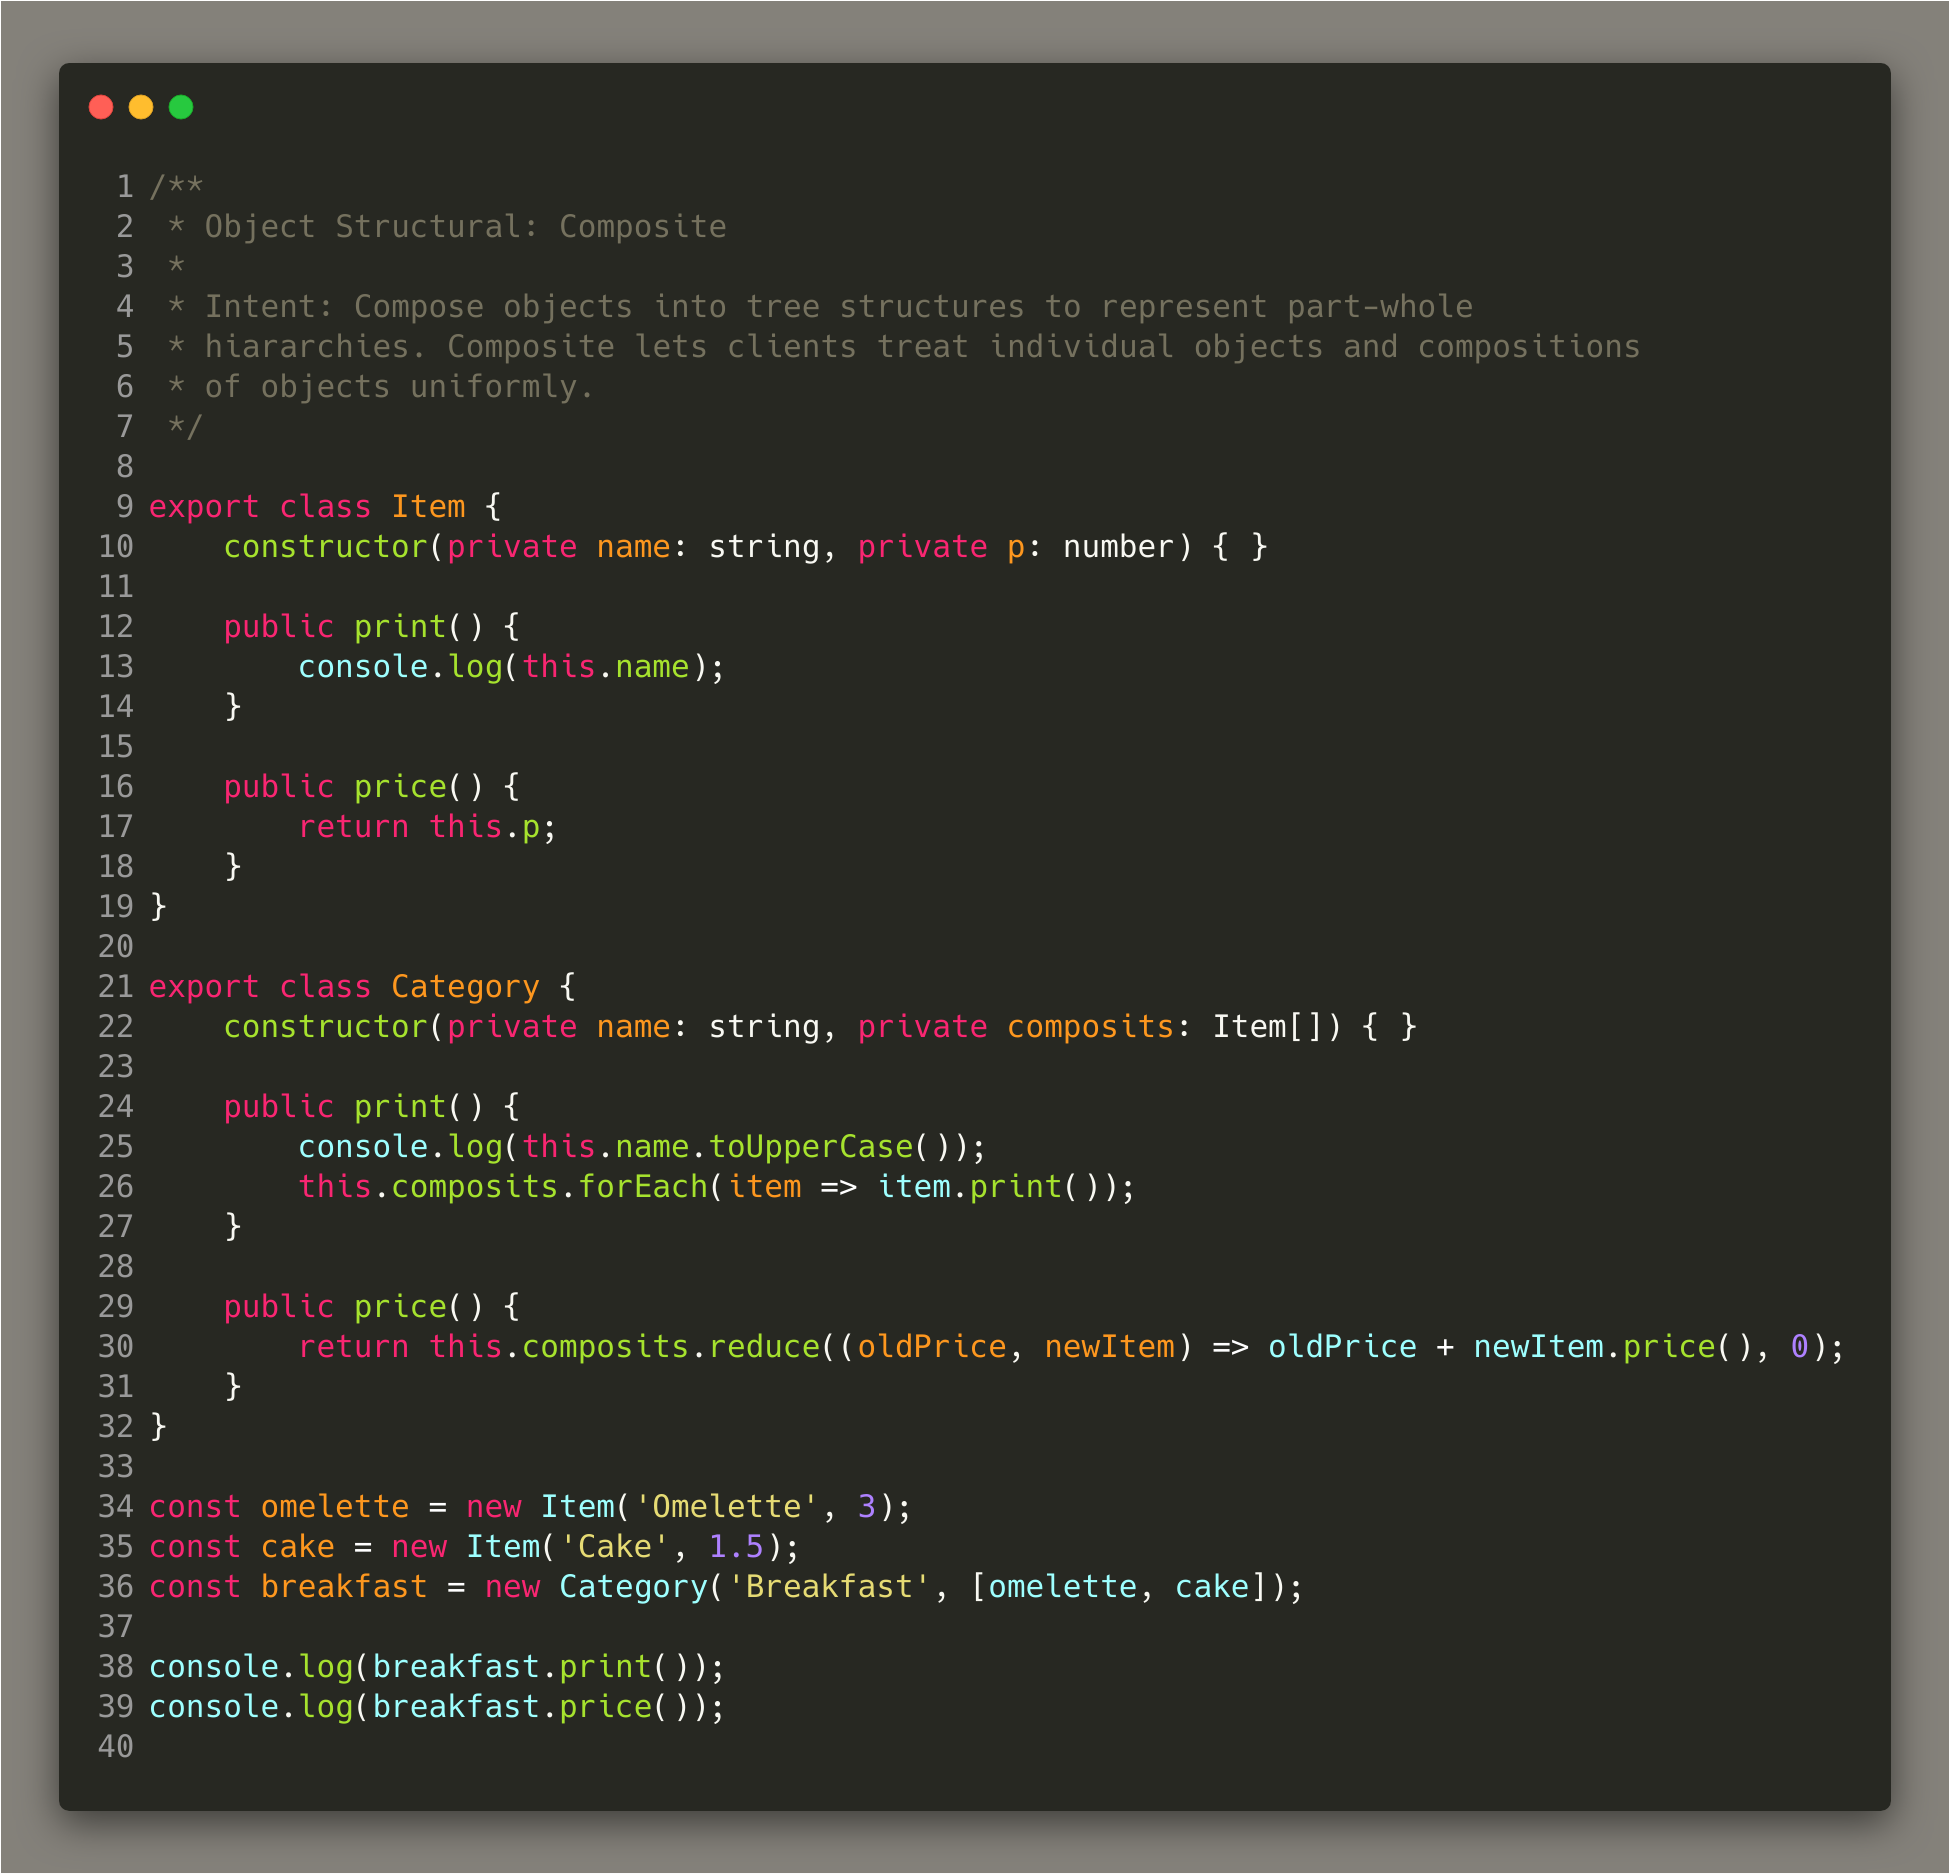 1 /**
2  * Object Structural: Composite
3  *
4  * Intent: Compose objects into tree structures to represent part-whole
5  * hiararchies. Composite lets clients treat individual objects and compositions
6  * of objects uniformly.
7  */
8
9 export class Item {
10     constructor(private name: string, private p: number) { }
11
12     public print() {
13         console.log(this.name);
14     }
15
16     public price() {
17         return this.p;
18     }
19 }
20
21 export class Category {
22     constructor(private name: string, private composits: Item[]) { }
23
24     public print() {
25         console.log(this.name.toUpperCase());
26         this.composits.forEach(item => item.print());
27     }
28
29     public price() {
30         return this.composits.reduce((oldPrice, newItem) => oldPrice + newItem.price(), 0);
31     }
32 }
33
34 const omelette = new Item('Omelette', 3);
35 const cake = new Item('Cake', 1.5);
36 const breakfast = new Category('Breakfast', [omelette, cake]);
37
38 console.log(breakfast.print());
39 console.log(breakfast.price());
40